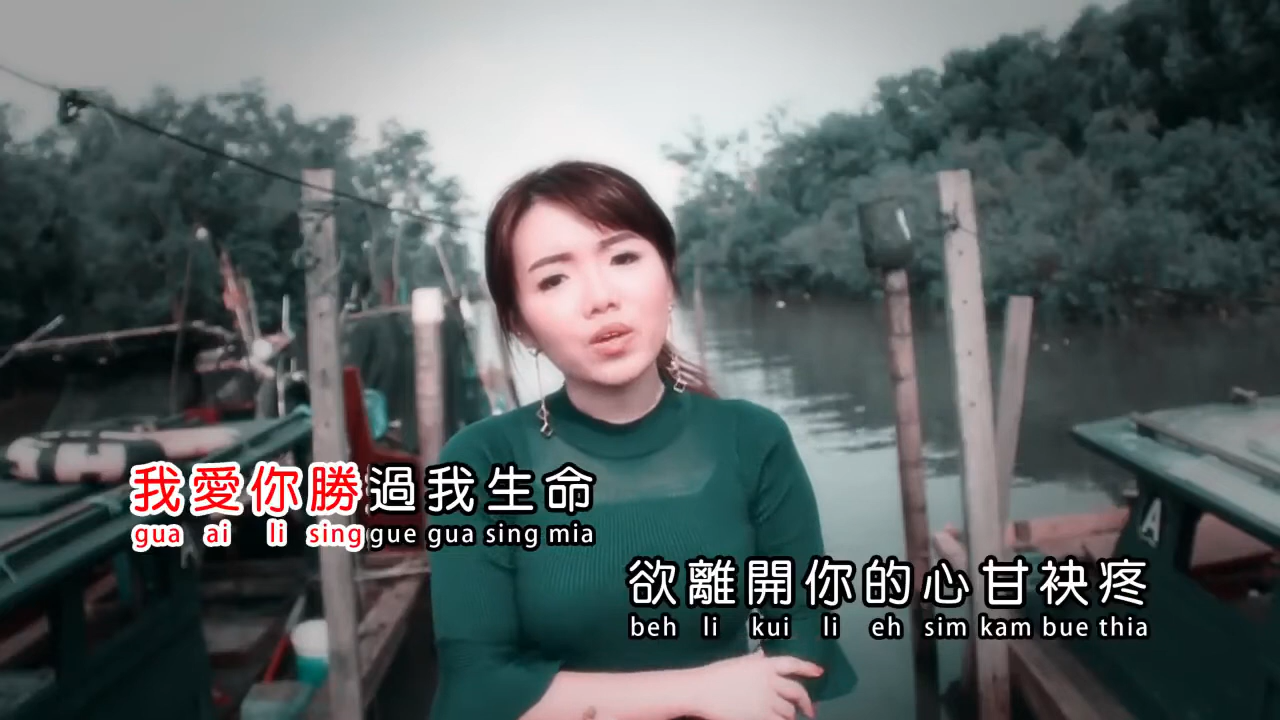 我愛你勝過我生命
gua ai li sing gue gua sing mia
欲離開你的心甘袂疼
beh li kui li eh sim kam bue thia
A